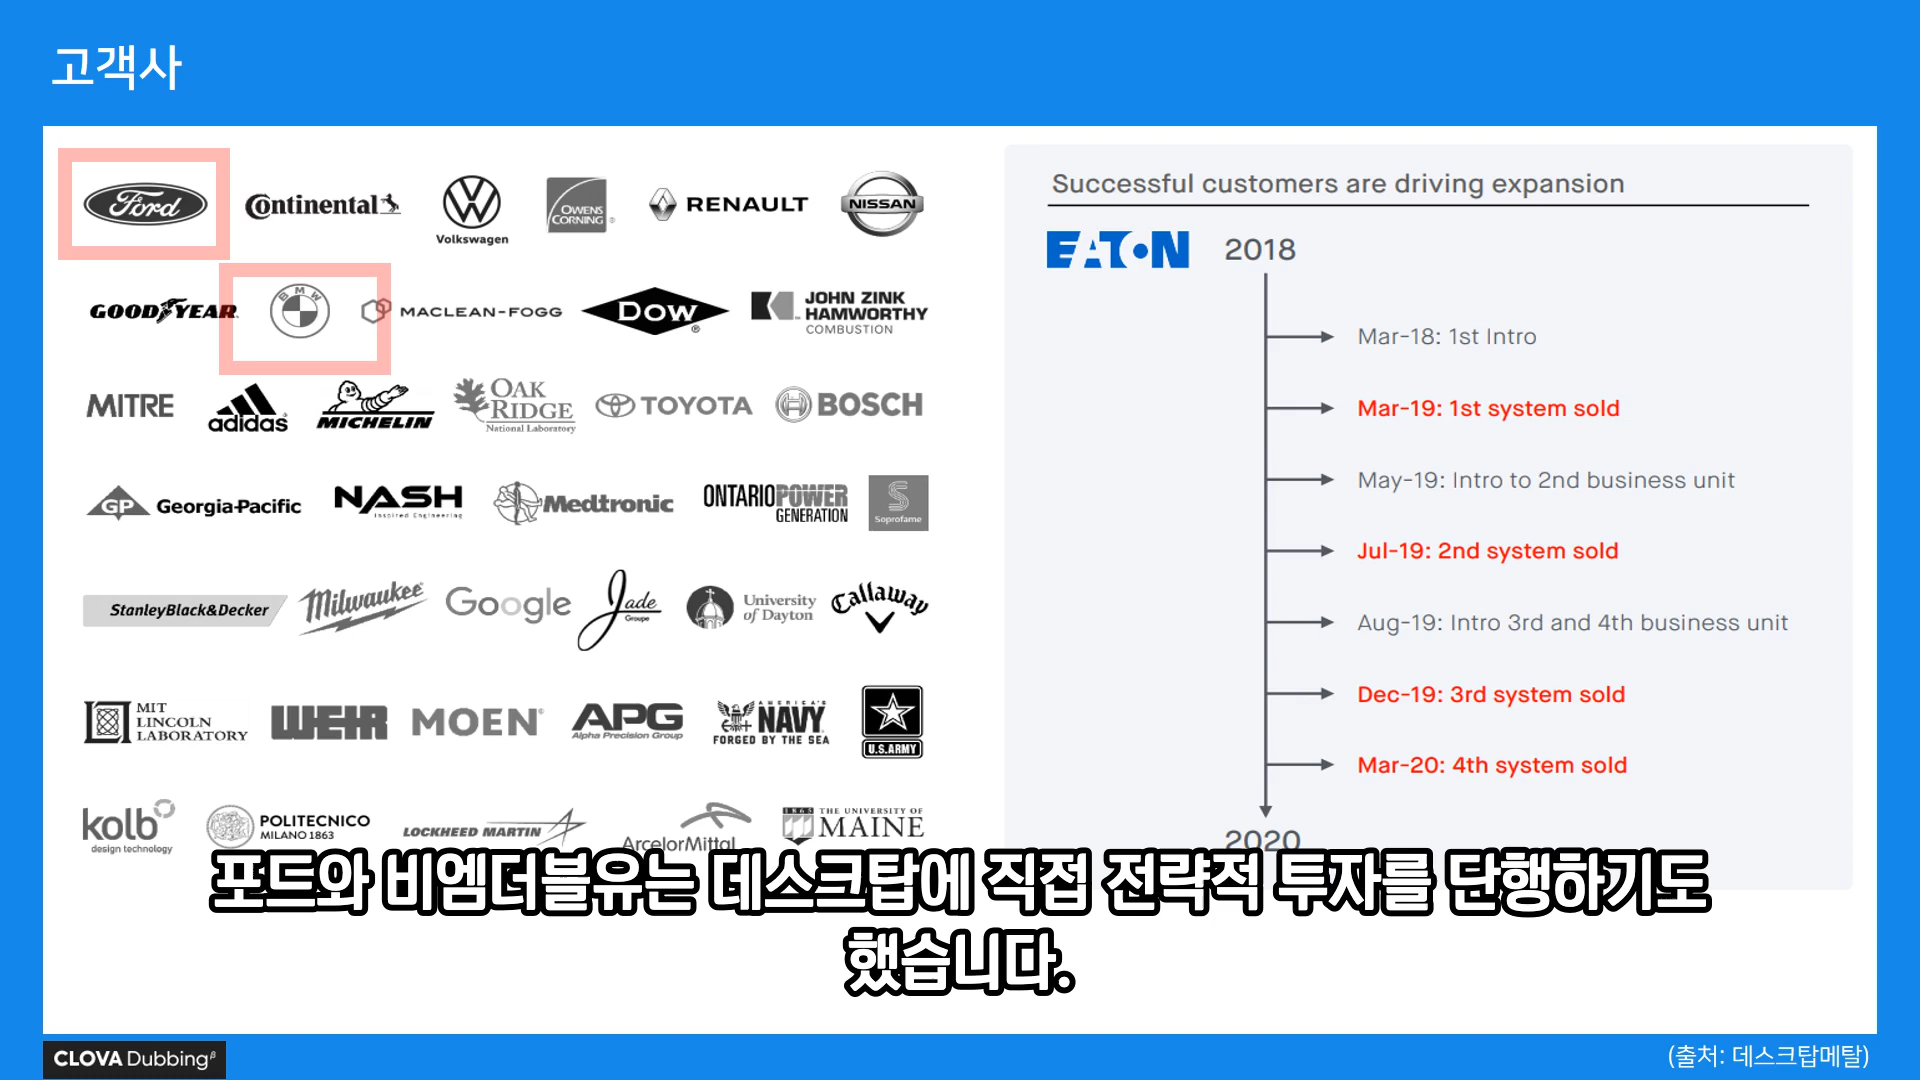 고객사
Ford
Continental
Volkswagen
OWENS CORNING
RENAULT
NISSAN
GOODYEAR
BMW
MACLEAN-FOGG
Dow
JOHN ZINK
HAMWORTHY
COMBUSTION
MITRE
adidas
MICHELIN
OAK
RIDGE
National Laboratory
TOYOTA
BOSCH
GP Georgia-Pacific
NASH
Inspired Engineering
Medtronic
ONTARIO POWER
GENERATION
Soprofame
StanleyBlack&Decker
Milwaukee
Google
Jade
Groupe
University
of Dayton
Callaway
MIT
LINCOLN
LABORATORY
WEIR
MOEN
APG
Alpha Precision Group
AMERICA'S
NAVY
FORGED BY THE SEA
U.S.ARMY
kolb
design technology
POLITECNICO
MILANO 1863
LOCKHEED MARTIN
ArcelorMittal
1865 THE UNIVERSITY OF
MAINE
Successful customers are driving expansion
EATON 2018
Mar-18: 1st Intro
Mar-19: 1st system sold
May-19: Intro to 2nd business unit
Jul-19: 2nd system sold
Aug-19: Intro 3rd and 4th business unit
Dec-19: 3rd system sold
Mar-20: 4th system sold
2020
포드와 비엠더블유는 데스크탑에 직접 전략적 투자를 단행하기도
했습니다.
CLOVA Dubbingβ
(출처: 데스크탑메탈)